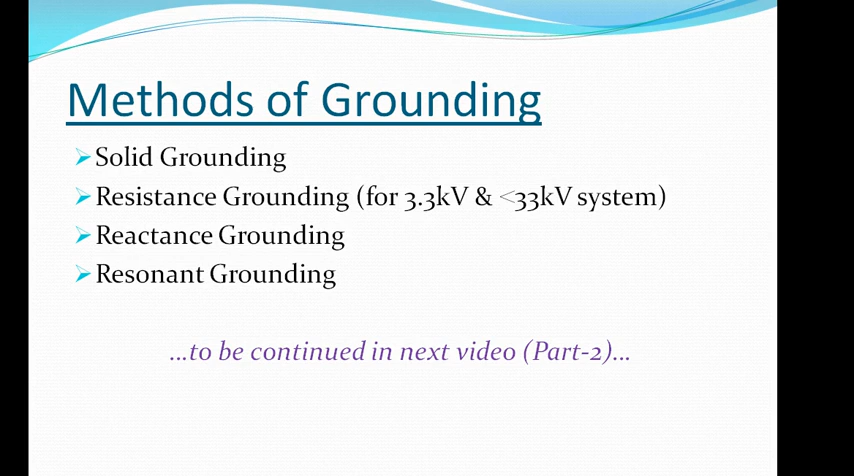 Methods of Grounding
Solid Grounding
Resistance Grounding (for 3.3kV & <33kV system)
Reactance Grounding
Resonant Grounding
...to be continued in next video (Part-2)...